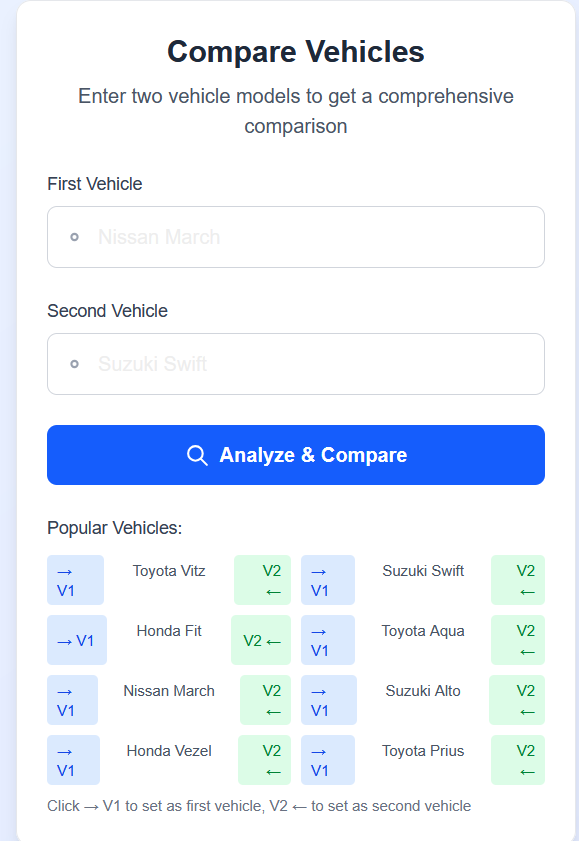 Compare Vehicles
Enter two vehicle models to get a comprehensive
comparison
First Vehicle
Nissan March
Second Vehicle
Suzuki Swift
Analyze & Compare
Popular Vehicles:
→ V1 Toyota Vitz V2 ← → V1 Suzuki Swift V2 ←
→ V1 Honda Fit V2 ← → V1 Toyota Aqua V2 ←
→ V1 Nissan March V2 ← → V1 Suzuki Alto V2 ←
→ V1 Honda Vezel V2 ← → V1 Toyota Prius V2 ←
Click → V1 to set as first vehicle, V2 ← to set as second vehicle